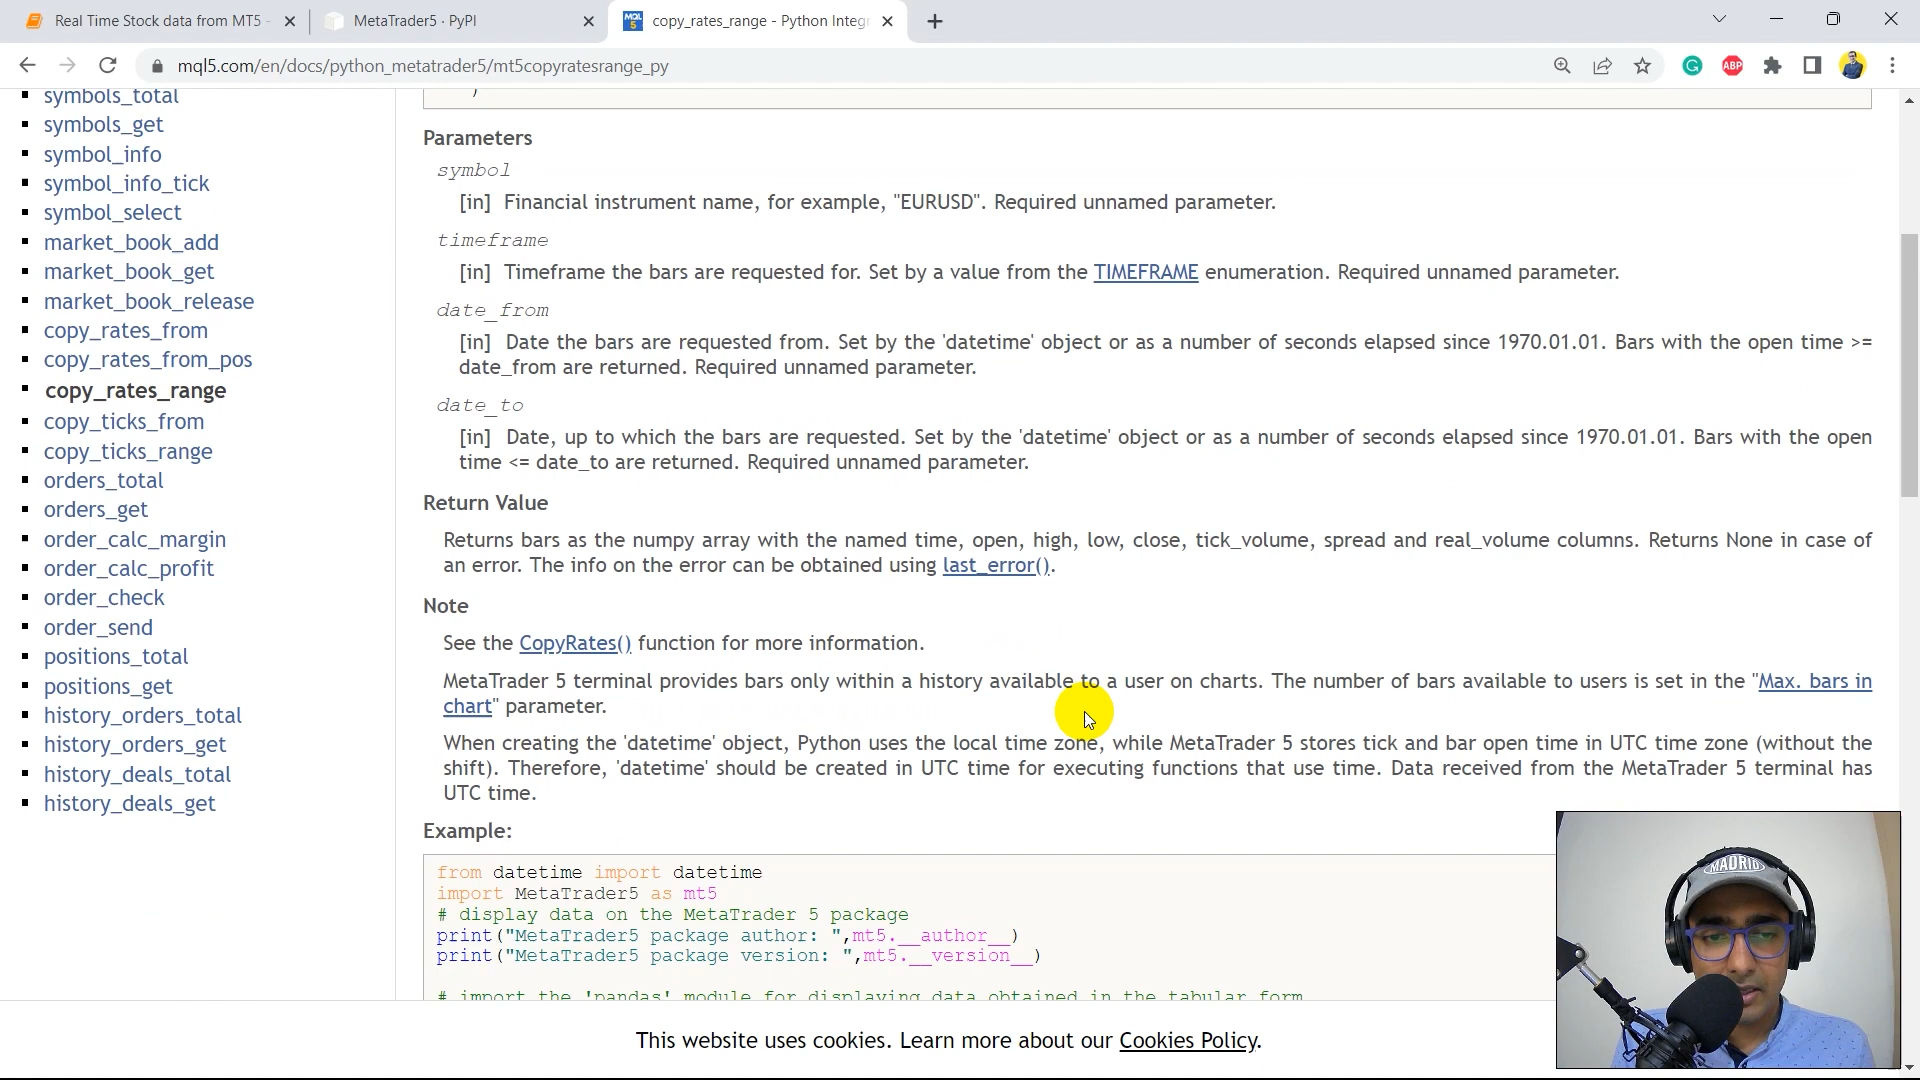 Real Time Stock data from MT5 -
MetaTrader5 · PyPI
copy_rates_range - Python Integr
mql5.com/en/docs/python_metatrader5/mt5copyratesrange_py
symbols_total
symbols_get
symbol_info
symbol_info_tick
symbol_select
market_book_add
market_book_get
market_book_release
copy_rates_from
copy_rates_from_pos
copy_rates_range
copy_ticks_from
copy_ticks_range
orders_total
orders_get
order_calc_margin
order_calc_profit
order_check
order_send
positions_total
positions_get
history_orders_total
history_orders_get
history_deals_total
history_deals_get
)
Parameters
symbol
[in] Financial instrument name, for example, "EURUSD". Required unnamed parameter.
timeframe
[in] Timeframe the bars are requested for. Set by a value from the TIMEFRAME enumeration. Required unnamed parameter.
date_from
[in] Date the bars are requested from. Set by the 'datetime' object or as a number of seconds elapsed since 1970.01.01. Bars with the open time >=
date_from are returned. Required unnamed parameter.
date_to
[in] Date, up to which the bars are requested. Set by the 'datetime' object or as a number of seconds elapsed since 1970.01.01. Bars with the open
time <= date_to are returned. Required unnamed parameter.
Return Value
Returns bars as the numpy array with the named time, open, high, low, close, tick_volume, spread and real_volume columns. Returns None in case of
an error. The info on the error can be obtained using last_error().
Note
See the CopyRates() function for more information.
MetaTrader 5 terminal provides bars only within a history available to a user on charts. The number of bars available to users is set in the "Max. bars in
chart" parameter.
When creating the 'datetime' object, Python uses the local time zone, while MetaTrader 5 stores tick and bar open time in UTC time zone (without the
shift). Therefore, 'datetime' should be created in UTC time for executing functions that use time. Data received from the MetaTrader 5 terminal has
UTC time.
Example:
from datetime import datetime
import MetaTrader5 as mt5
# display data on the MetaTrader 5 package
print("MetaTrader5 package author: ",mt5.__author__)
print("MetaTrader5 package version: ",mt5.__version__)
# import the 'pandas' module for displaying data obtained in the tabular form
This website uses cookies. Learn more about our Cookies Policy.
MADRID
ABP
MQL
5
G